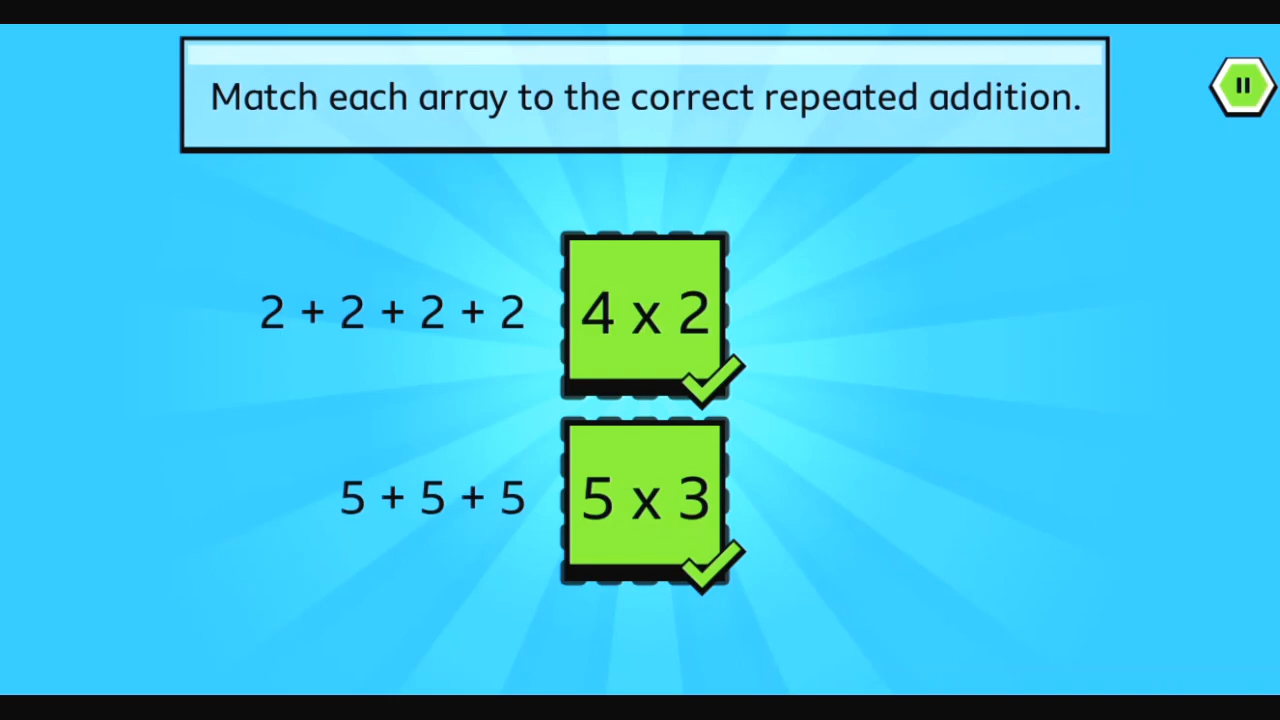 Match each array to the correct repeated addition.
2 + 2 + 2 + 2
4 x 2
5 + 5 + 5
5 x 3